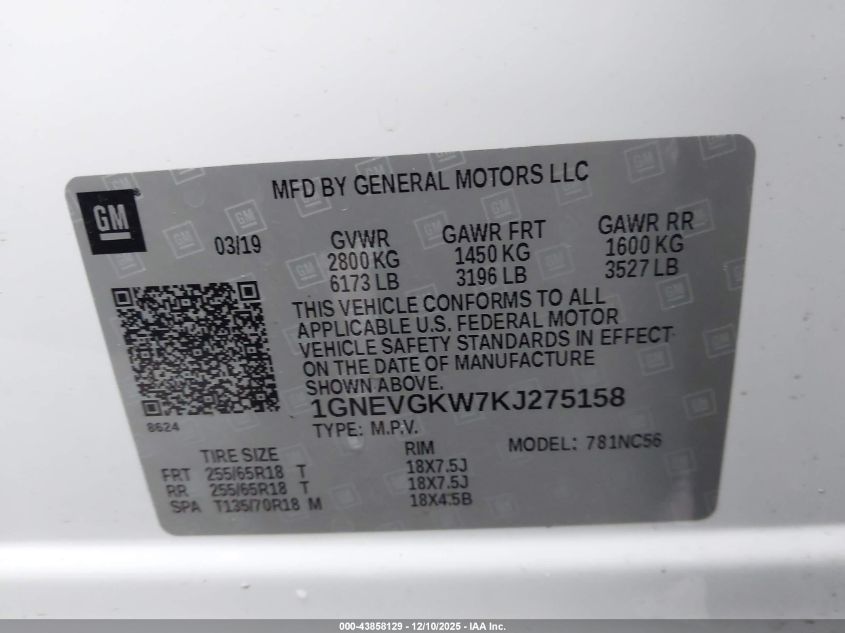 MFD BY GENERAL MOTORS LLC
GM
03/19
GVWR GAWR FRT GAWR RR
2800 KG 1450 KG 1600 KG
6173 LB 3196 LB 3527 LB
THIS VEHICLE CONFORMS TO ALL
APPLICABLE U.S. FEDERAL MOTOR
VEHICLE SAFETY STANDARDS IN EFFECT
ON THE DATE OF MANUFACTURE
SHOWN ABOVE.
1GNEVGKW7KJ275158
8624
TYPE: M.P.V. MODEL: 781NC56
TIRE SIZE RIM
FRT 255/65R18 T 18X7.5J
RR 255/65R18 T 18X7.5J
SPA T135/70R18 M 18X4.5B
000-43858129 - 12/10/2025 - IAA Inc.